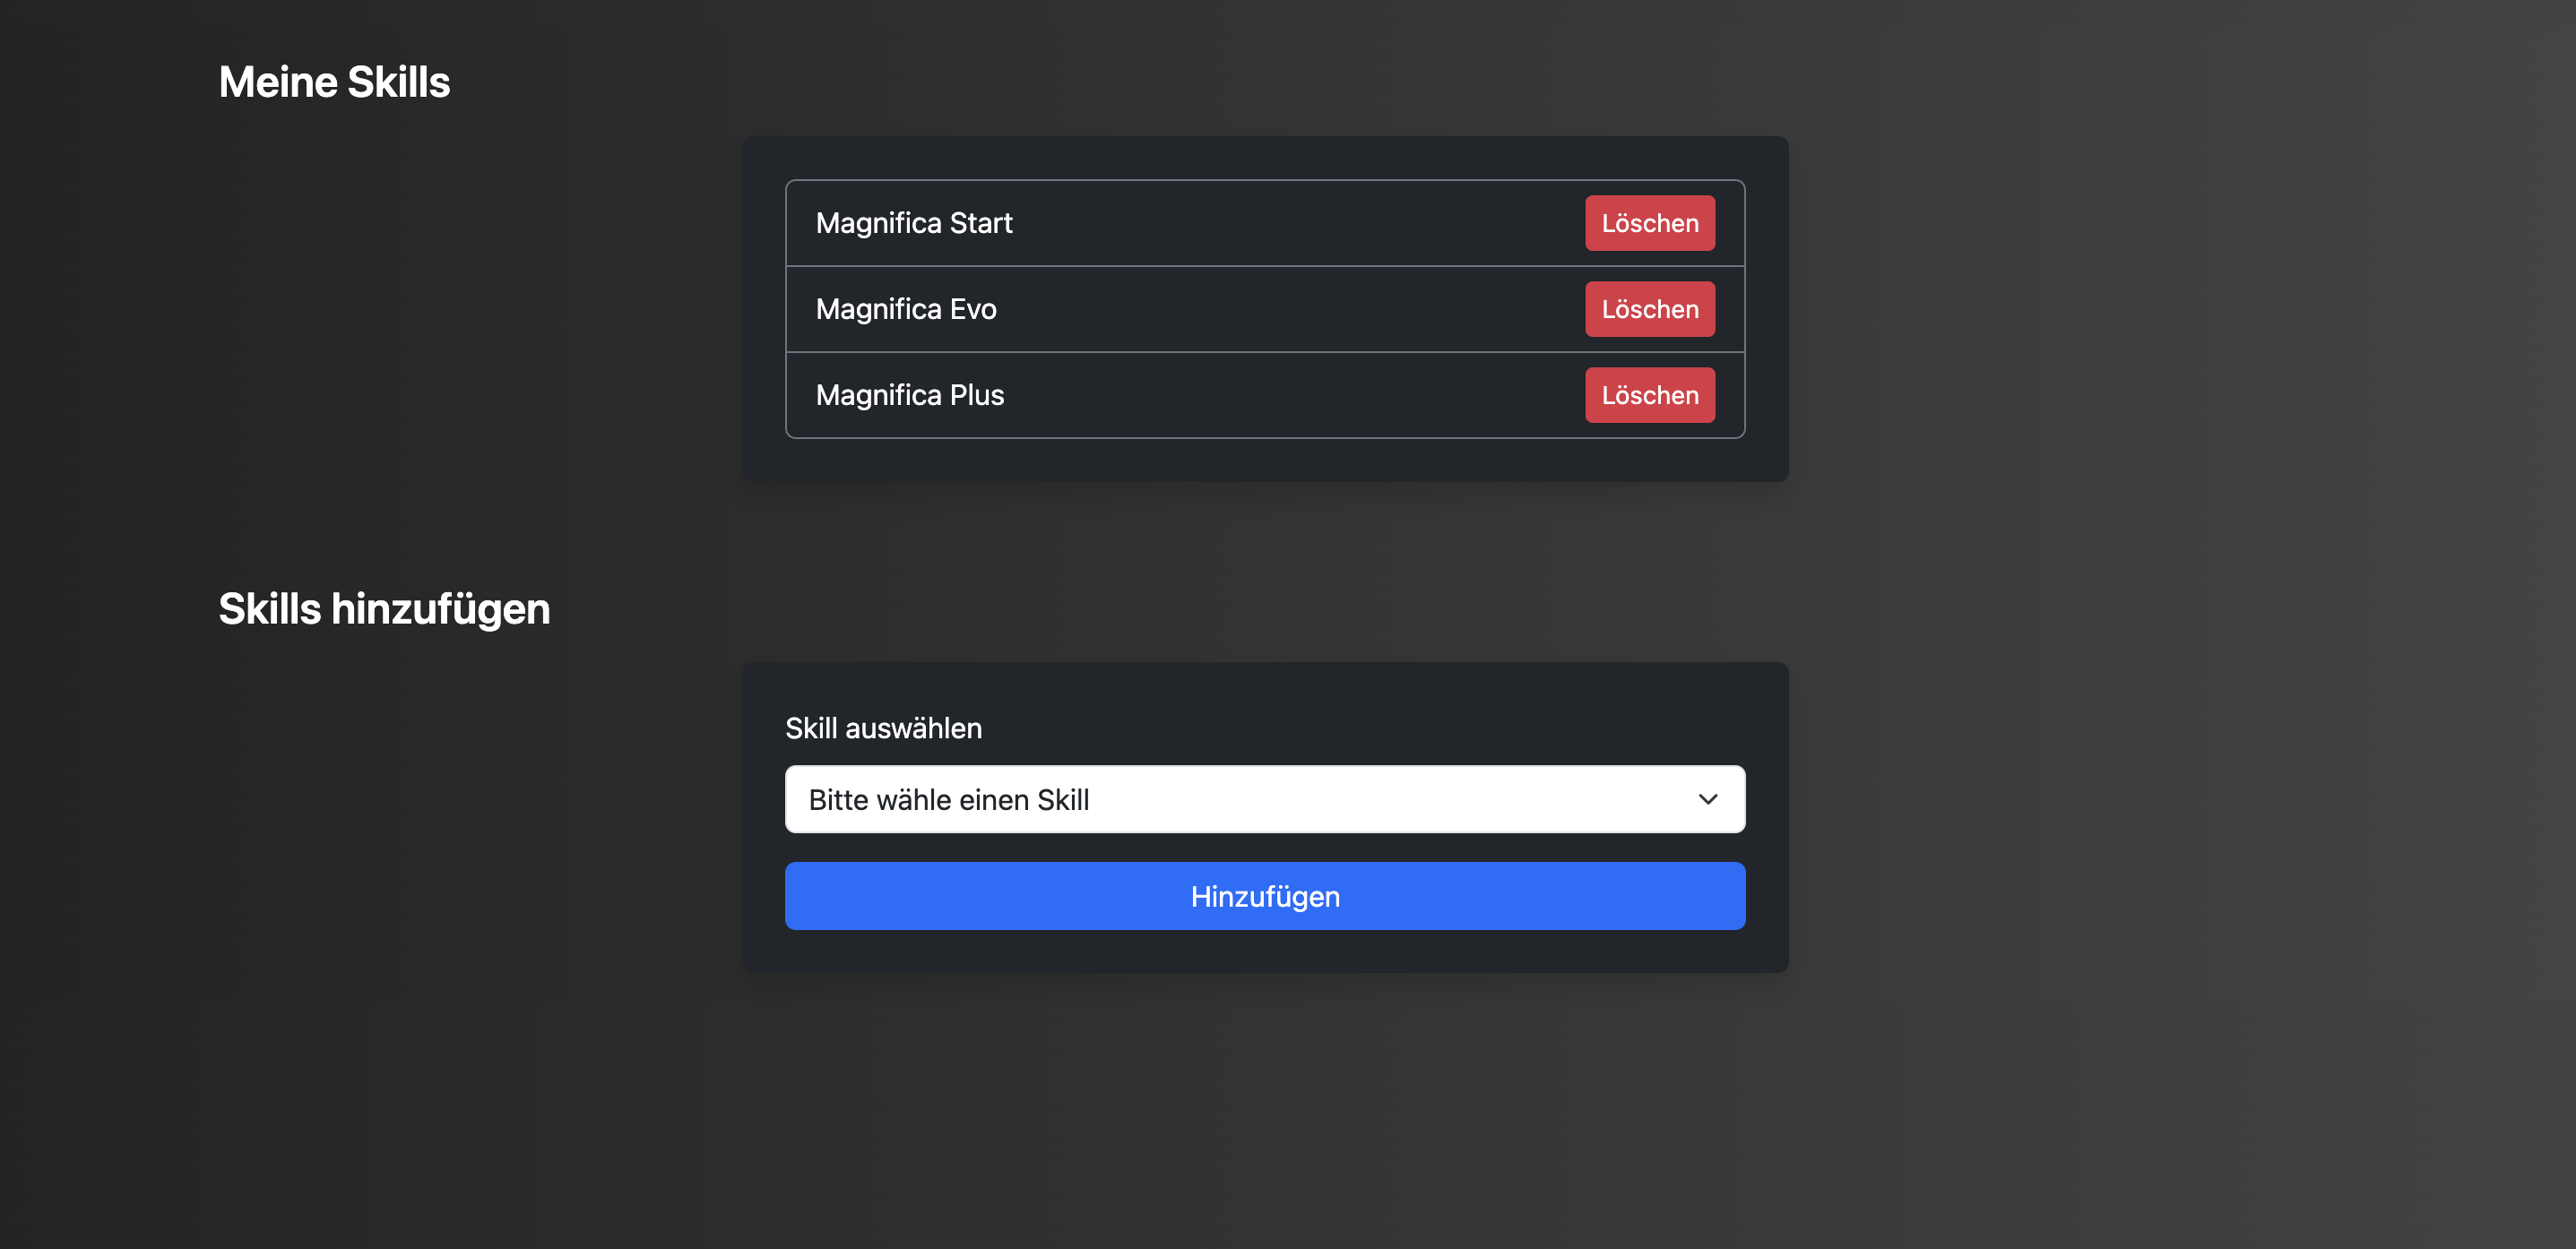 Meine Skills
Magnifica Start Löschen
Magnifica Evo Löschen
Magnifica Plus Löschen
Skills hinzufügen
Skill auswählen
Bitte wähle einen Skill
Hinzufügen